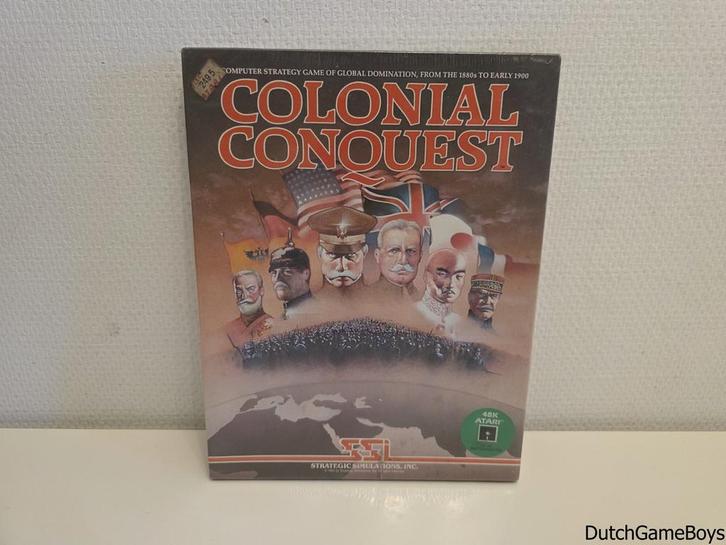 COMPUTER STRATEGY GAME OF GLOBAL DOMINATION, FROM THE 1880s TO EARLY 1900
COLONIAL
CONQUEST
48K
ATARI
SSI
STRATEGIC SIMULATIONS, INC.
DutchGameBoys